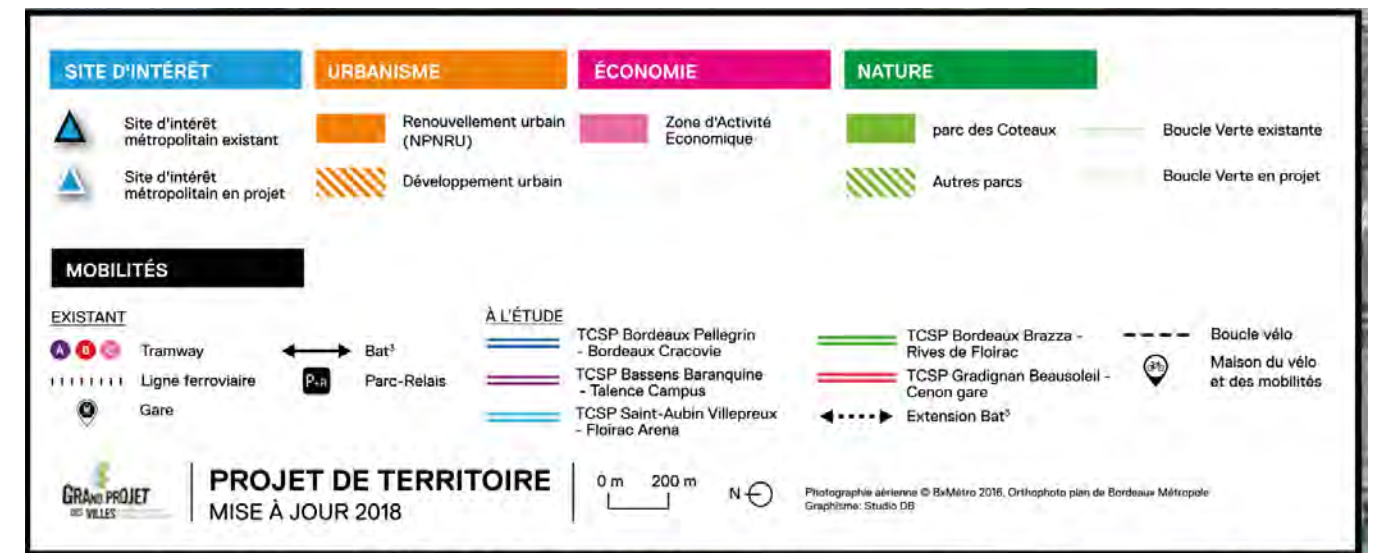 SITE D'INTÉRÊT
URBANISME
ÉCONOMIE
NATURE
Site d'intérêt
métropolitain existant
Site d'intérêt
métropolitain en projet
Renouvellement urbain
(NPNRU)
Développement urbain
Zone d'Activité
Economique
parc des Coteaux
Autres parcs
Boucle Verte existante
Boucle Verte en projet
MOBILITÉS
EXISTANT
A B C Tramway
Ligne ferroviaire
Gare
Bat³
P+R Parc-Relais
À L'ÉTUDE
TCSP Bordeaux Pellegrin
- Bordeaux Cracovie
TCSP Bassens Baranquine
- Talence Campus
TCSP Saint-Aubin Villepreux
- Floirac Arena
TCSP Bordeaux Brazza -
Rives de Floirac
TCSP Gradignan Beausoleil -
Cenon gare
Extension Bat³
Boucle vélo
Maison du vélo
et des mobilités
GRAND PROJET
DES VILLES
PROJET DE TERRITOIRE
MISE À JOUR 2018
0 m 200 m
N
Photographie aérienne © BxMétro 2016, Orthophoto plan de Bordeaux Métropole
Graphisme: Studio DB